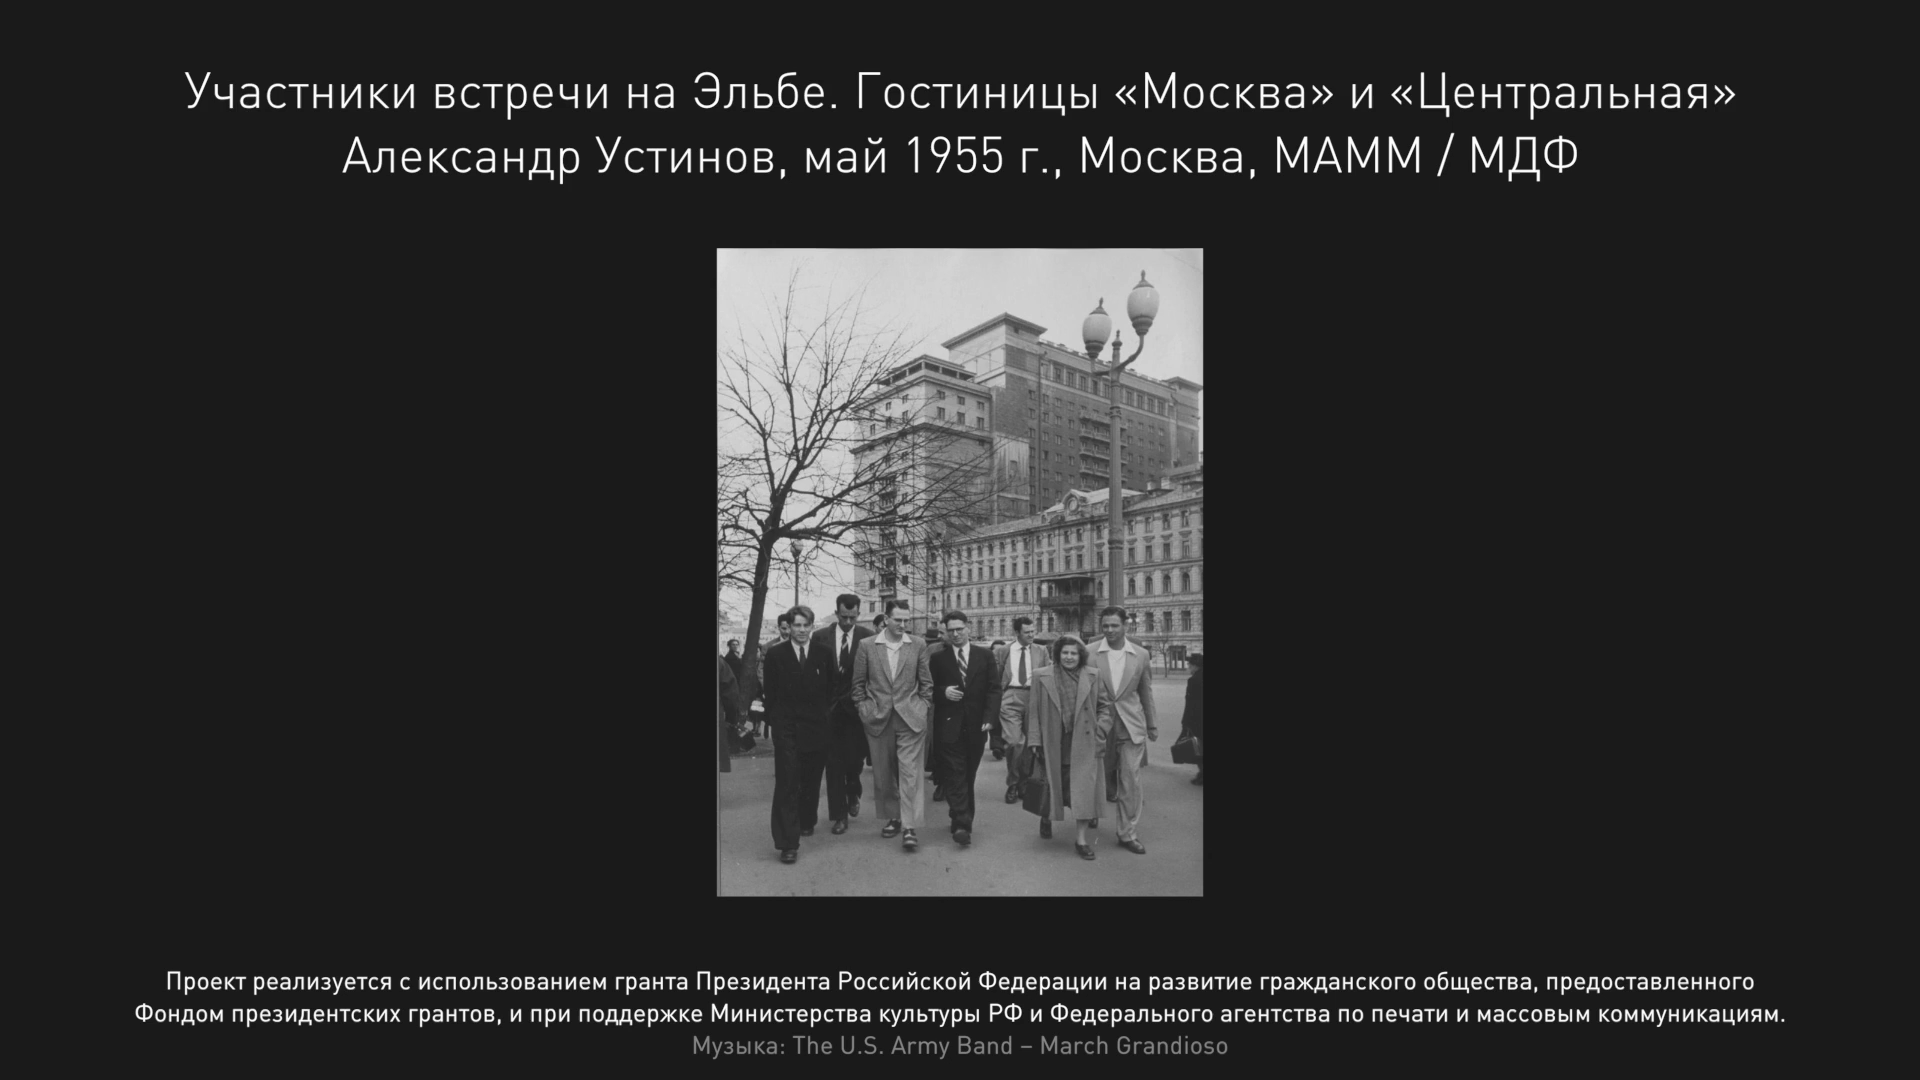 Участники встречи на Эльбе. Гостиницы «Москва» и «Центральная»
Александр Устинов, май 1955 г., Москва, МАММ / МДФ
Проект реализуется с использованием гранта Президента Российской Федерации на развитие гражданского общества, предоставленного
Фондом президентских грантов, и при поддержке Министерства культуры РФ и Федерального агентства по печати и массовым коммуникациям.
Музыка: The U.S. Army Band – March Grandioso